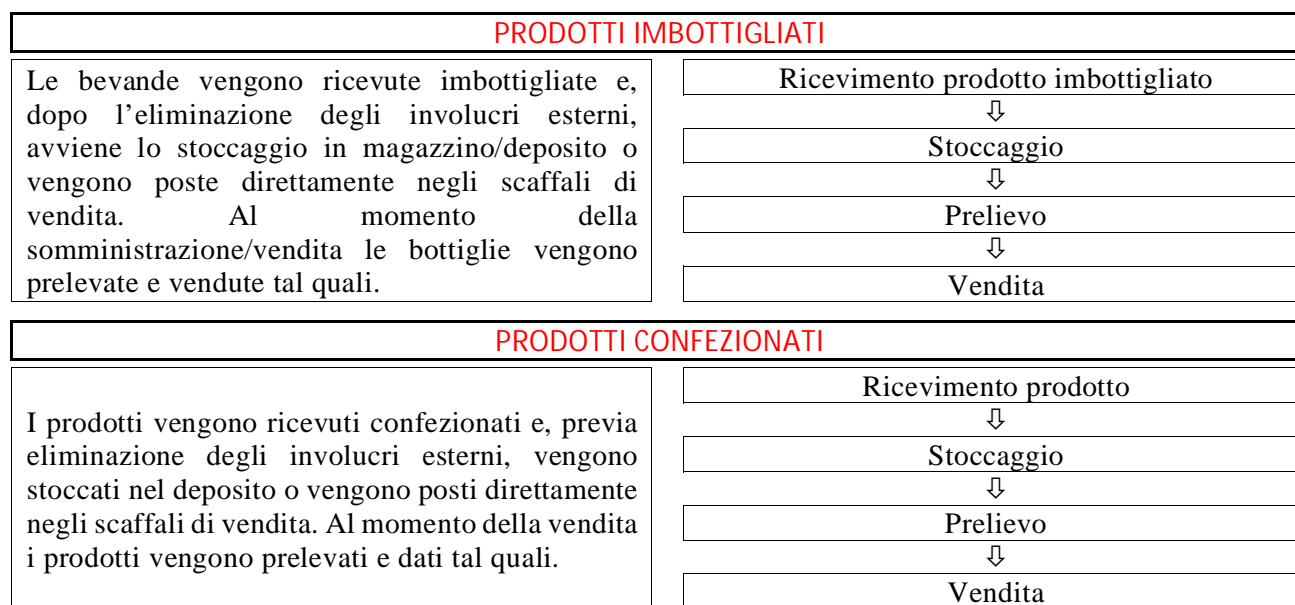 PRODOTTI IMBOTTIGLIATI
Le bevande vengono ricevute imbottigliate e,
dopo l’eliminazione degli involucri esterni,
avviene lo stoccaggio in magazzino/deposito o
vengono poste direttamente negli scaffali di
vendita. Al momento della
somministrazione/vendita le bottiglie vengono
prelevate e vendute tal quali.
Ricevimento prodotto imbottigliato
⇩
Stoccaggio
⇩
Prelievo
⇩
Vendita
PRODOTTI CONFEZIONATI
I prodotti vengono ricevuti confezionati e, previa
eliminazione degli involucri esterni, vengono
stoccati nel deposito o vengono posti direttamente
negli scaffali di vendita. Al momento della vendita
i prodotti vengono prelevati e dati tal quali.
Ricevimento prodotto
⇩
Stoccaggio
⇩
Prelievo
⇩
Vendita